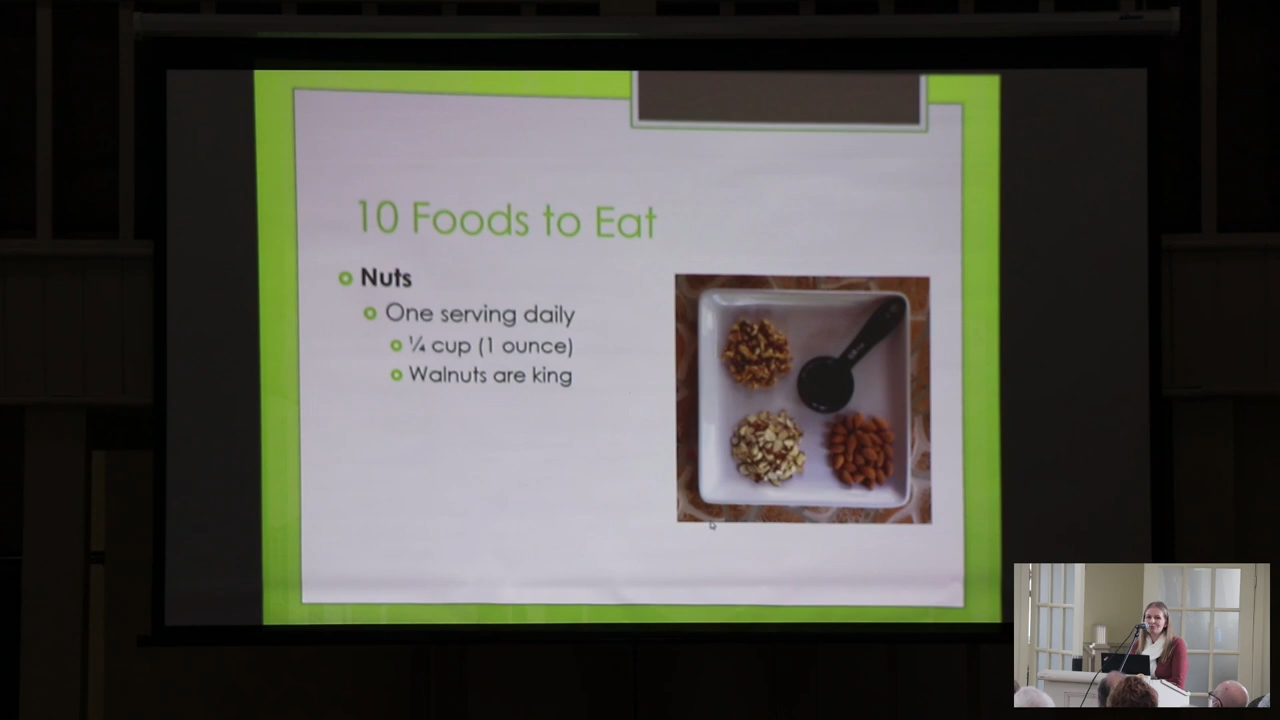 10 Foods to Eat
Nuts
One serving daily
¼ cup (1 ounce)
Walnuts are king